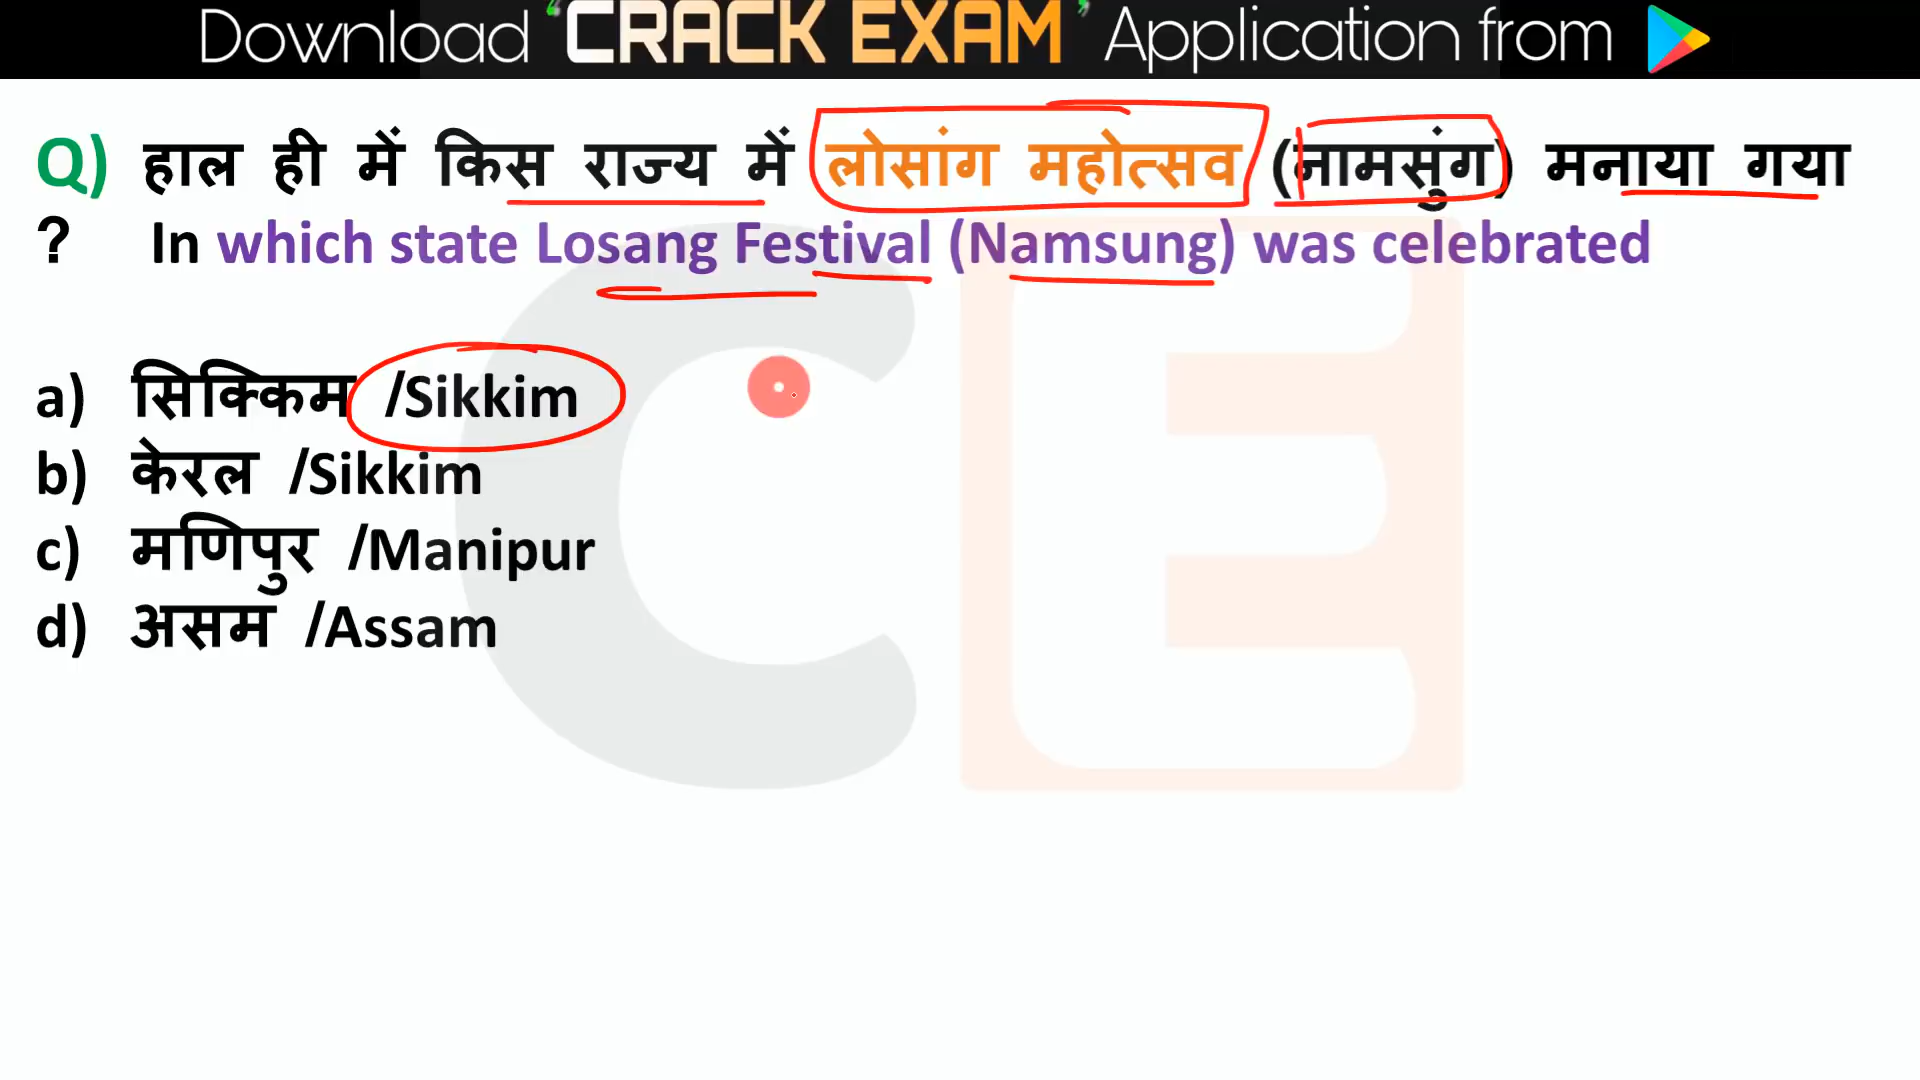 Download ‘CRACK EXAM’ Application from
Q) हाल ही में किस राज्य में लोसांग महोत्सव (नामसुंग) मनाया गया
? In which state Losang Festival (Namsung) was celebrated
a) सिक्किम /Sikkim
b) केरल /Sikkim
c) मणिपुर /Manipur
d) असम /Assam
CE